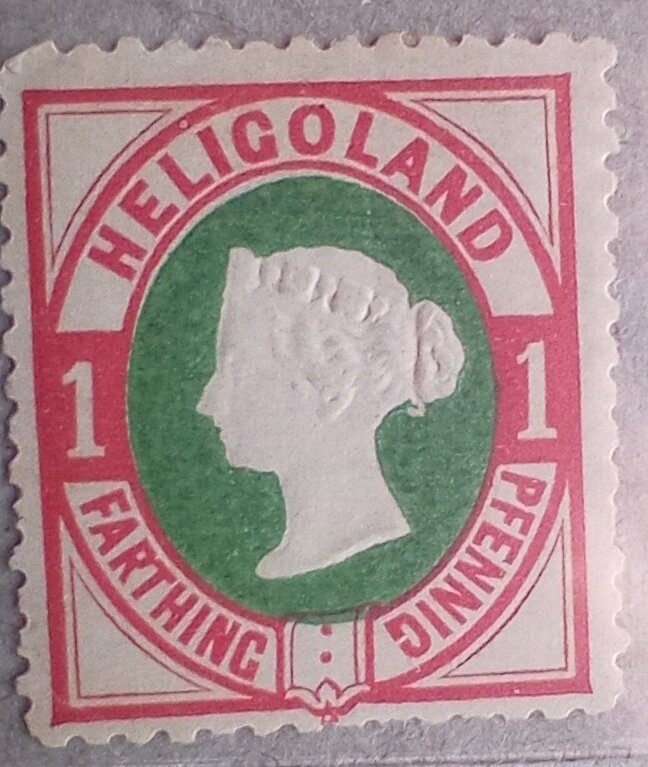 HELIGOLAND
1 1
FARTHING
PFENNIG